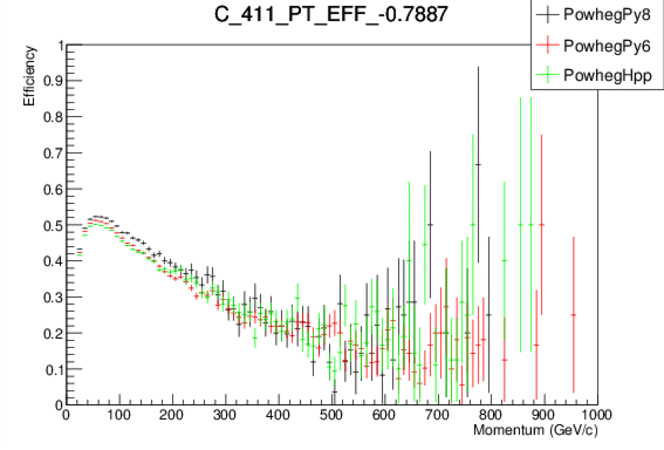 C_411_PT_EFF_-0.7887
PowhegPy8
PowhegPy6
PowhegHpp
Efficiency
1
0.9
0.8
0.7
0.6
0.5
0.4
0.3
0.2
0.1
0
0 100 200 300 400 500 600 700 800 900 1000
Momentum (GeV/c)